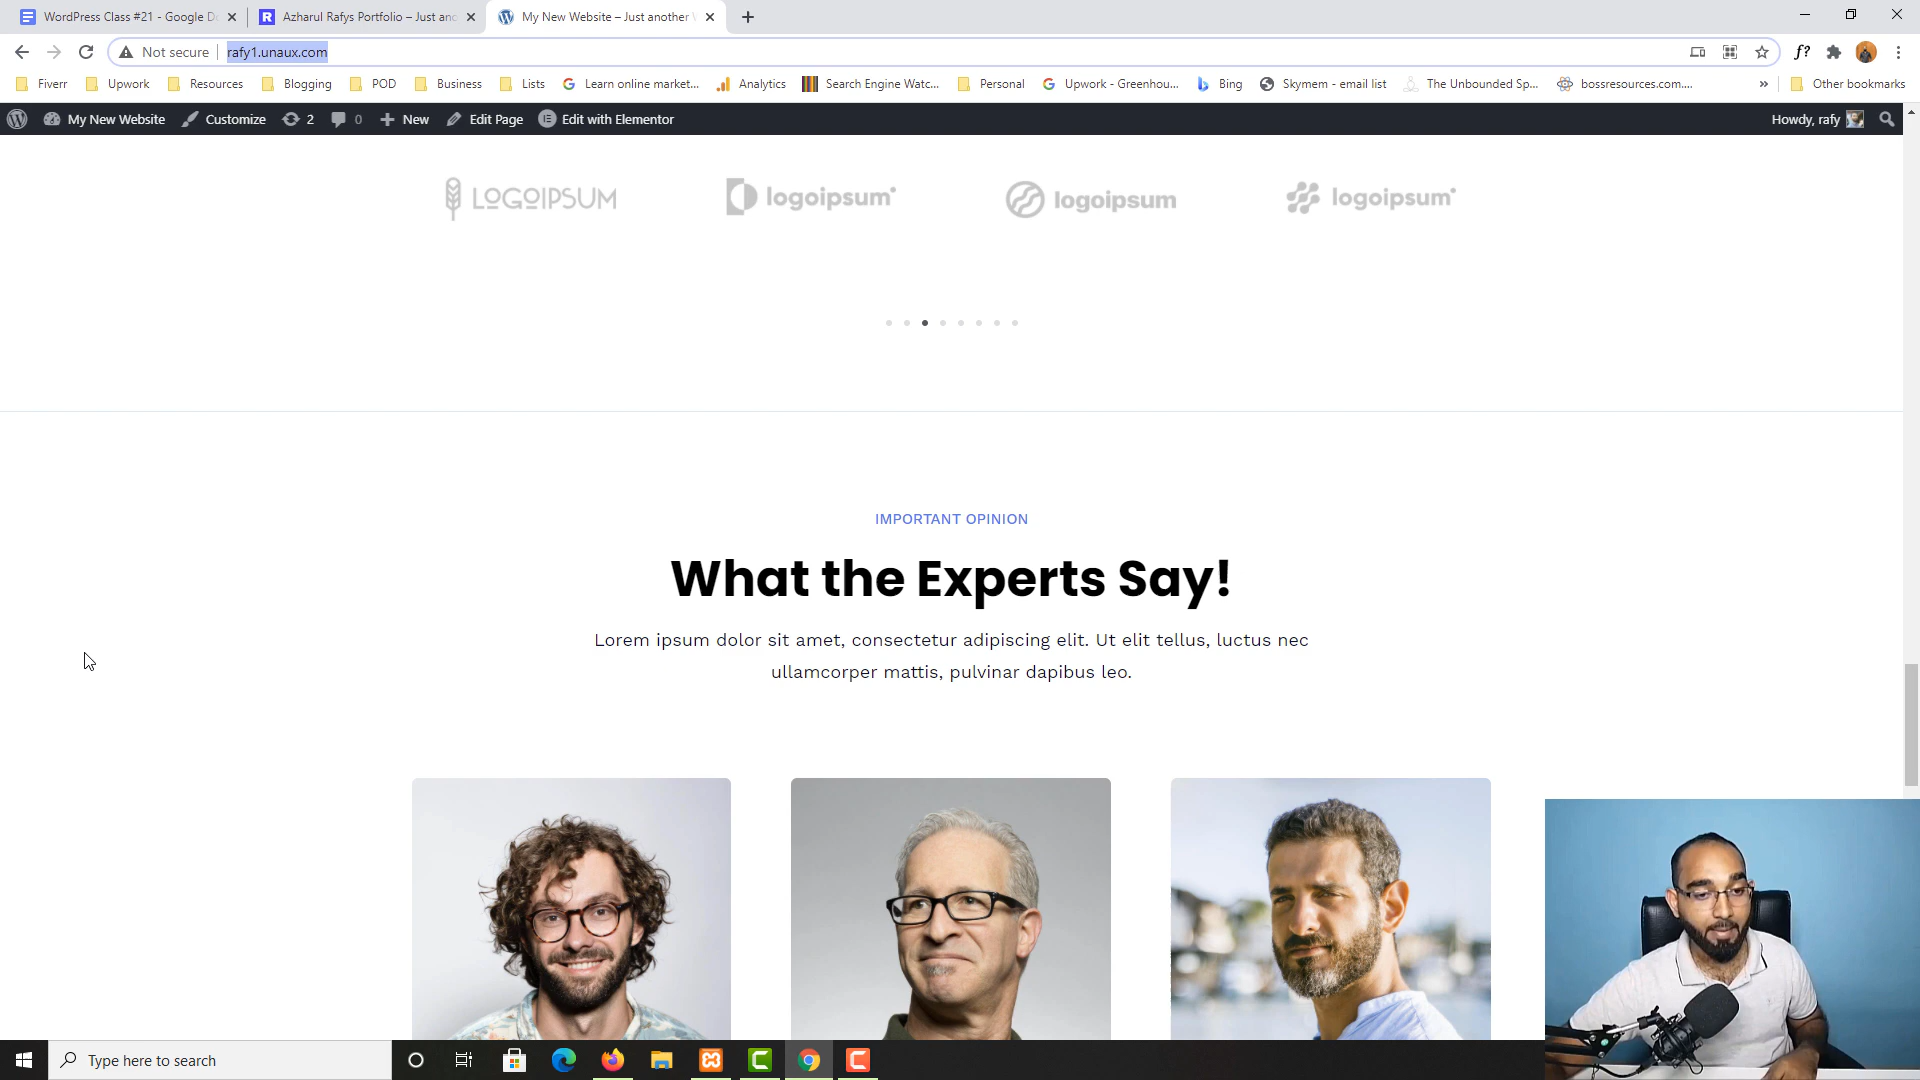 WordPress Class #21 - Google D
Azharul Rafys Portfolio – Just an
My New Website – Just another
Not secure
rafy1.unaux.com
f?
Fiverr
Upwork
Resources
Blogging
POD
Business
Lists
Learn online market...
Analytics
Search Engine Watc...
Personal
Upwork - Greenhou...
Bing
Skymem - email list
The Unbounded Sp...
bossresources.com....
»
Other bookmarks
My New Website
Customize
2
0
New
Edit Page
Edit with Elementor
Howdy, rafy
LOGOIPSUM
logoipsum
logoipsum
logoipsum
IMPORTANT OPINION
What the Experts Say!
Lorem ipsum dolor sit amet, consectetur adipiscing elit. Ut elit tellus, luctus nec
ullamcorper mattis, pulvinar dapibus leo.
Type here to search